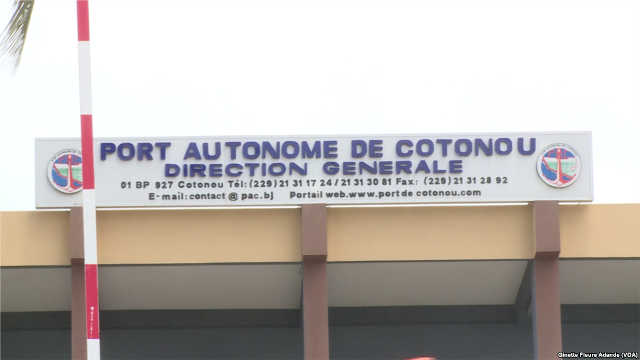 PORT AUTONOME DE COTONOU
DIRECTION GENERALE
01 BP 927 Cotonou Tél: (229) 21 31 17 24 / 21 31 30 81 Fax: (229) 21 31 28 92
E-mail: contact @ pac.bj Portail web.www.portde cotonou.com
Ginette Fleure Adande (VOA)